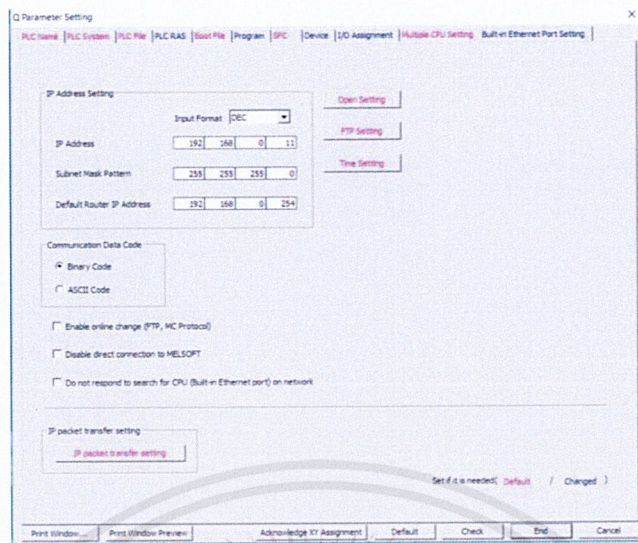 Q Parameter Setting
PLC Name PLC System PLC File PLC RAS Boot File Program SFC Device I/O Assignment Multiple CPU Setting Built-in Ethernet Port Setting
IP Address Setting
Input Format DEC
IP Address 192 168 0 11
Subnet Mask Pattern 255 255 255 0
Default Router IP Address 192 168 0 254
Open Setting
FTP Setting
Time Setting
Communication Data Code
Binary Code
ASCII Code
Enable online change (FTP, MC Protocol)
Disable direct connection to MELSOFT
Do not respond to search for CPU (Built-in Ethernet port) on network
IP packet transfer setting
IP packet transfer setting
Set if it is needed( Default / Changed )
Print Window... Print Window Preview Acknowledge XY Assignment Default Check End Cancel